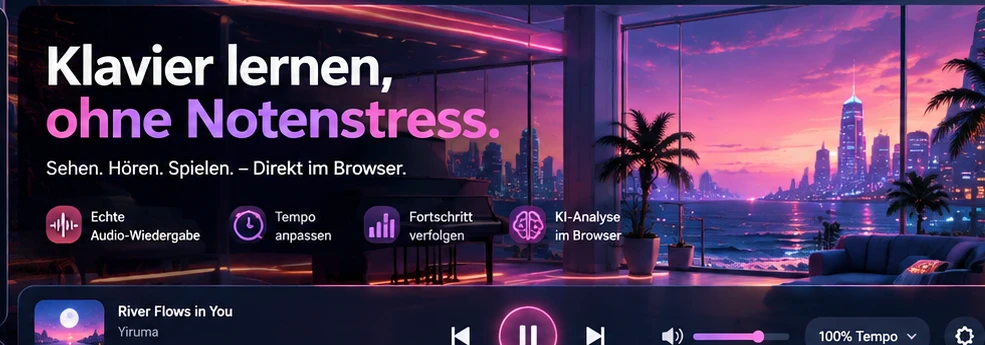 Klavier lernen,
ohne Notenstress.
Sehen. Hören. Spielen. – Direkt im Browser.
Echte
Audio-Wiedergabe
Tempo
anpassen
Fortschritt
verfolgen
KI-Analyse
im Browser
River Flows in You
Yiruma
100% Tempo